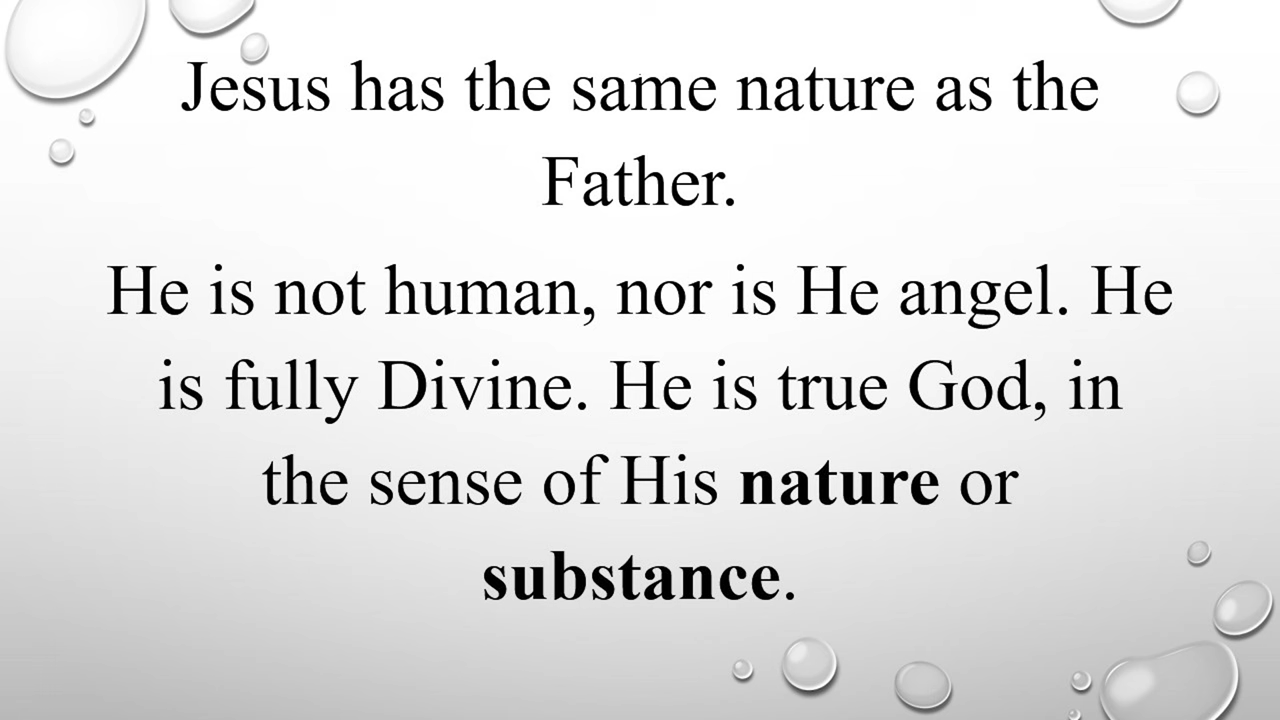 Jesus has the same nature as the
Father.
He is not human, nor is He angel. He
is fully Divine. He is true God, in
the sense of His nature or
substance.